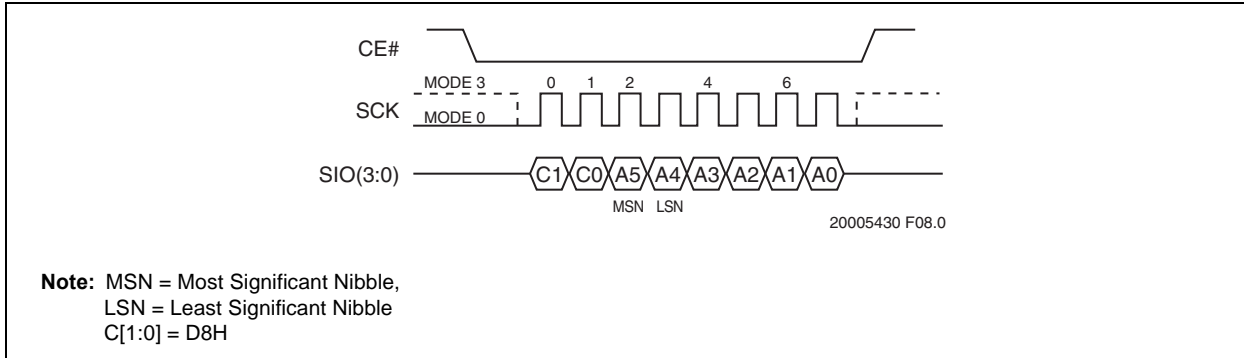 CE#
MODE 3 0 1 2 4 6
SCK
MODE 0
SIO(3:0) C1 C0 A5 A4 A3 A2 A1 A0
MSN LSN
20005430 F08.0
Note: MSN = Most Significant Nibble,
LSN = Least Significant Nibble
C[1:0] = D8H